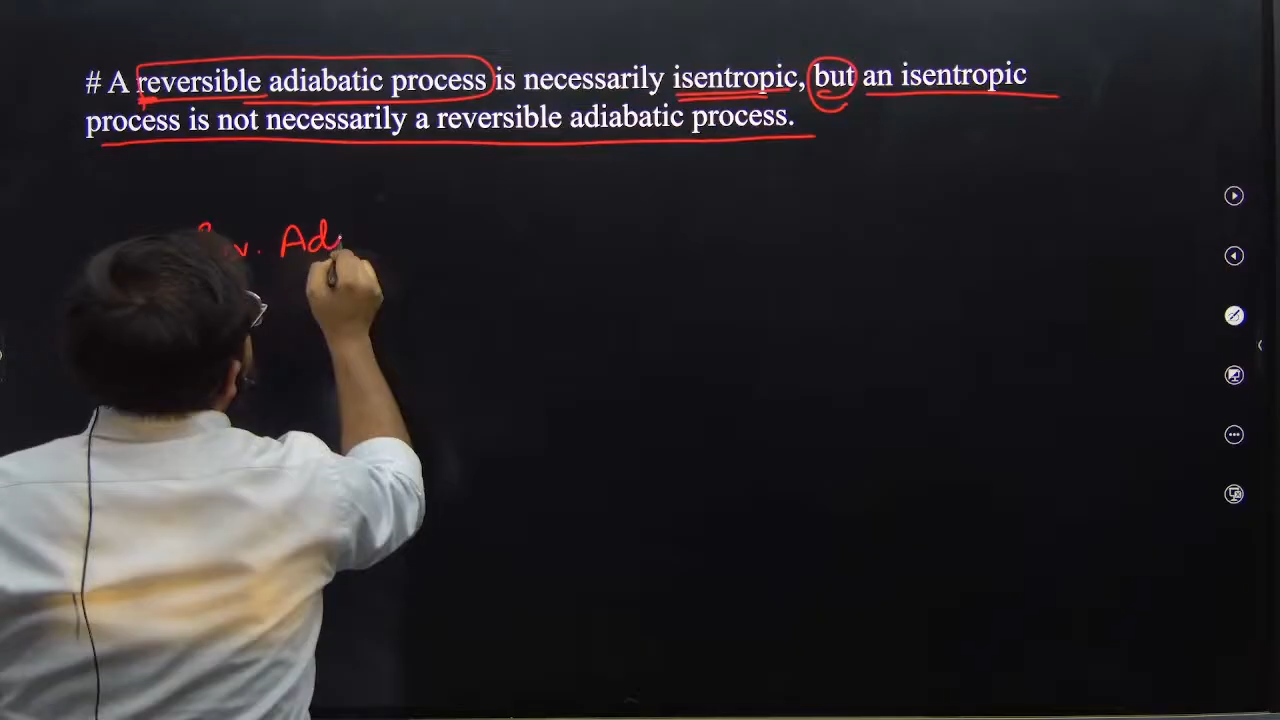 # A reversible adiabatic process is necessarily isentropic, but an isentropic
process is not necessarily a reversible adiabatic process.
Ad